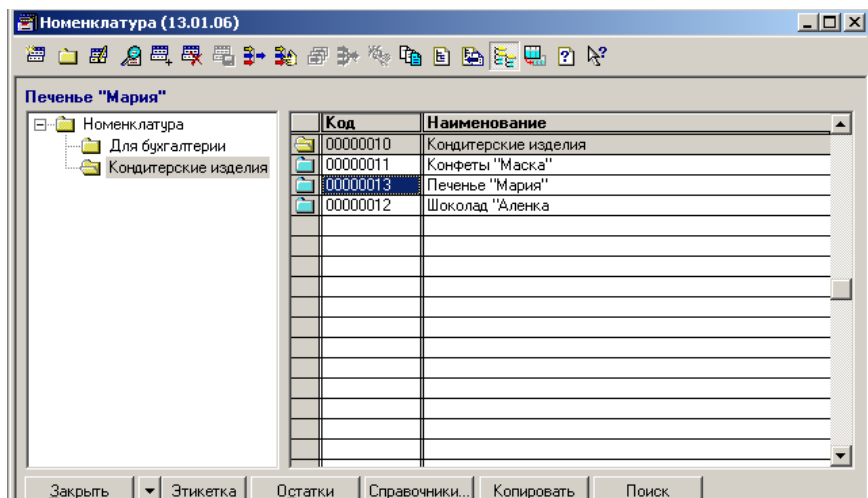 Номенклатура (13.01.06)
Печенье "Мария"
Номенклатура
Для бухгалтерии
Кондитерские изделия
Код Наименование
00000010 Кондитерские изделия
00000011 Конфеты "Маска"
00000013 Печенье "Мария"
00000012 Шоколад "Аленка
Закрыть Этикетка Остатки Справочники... Копировать Поиск